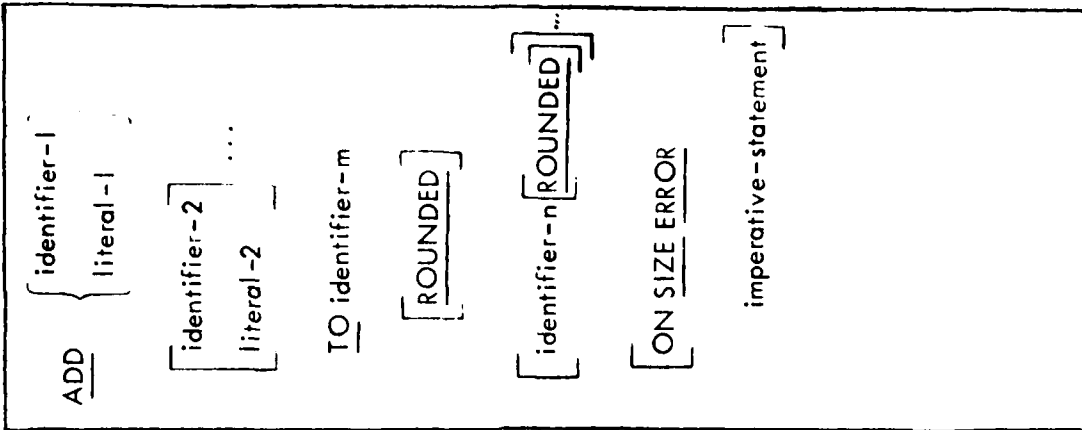 ADD { identifier-1
literal-1 }
[ identifier-2
literal-2 ] ...
TO identifier-m
[ROUNDED]
[identifier-n [ROUNDED]] ...
[ON SIZE ERROR
imperative-statement]